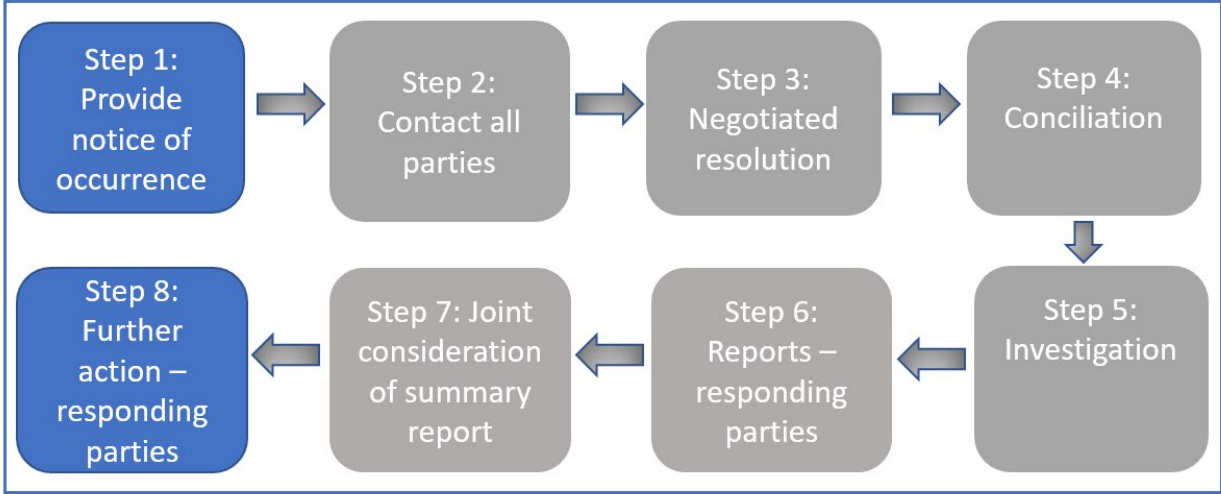 Step 1:
Provide
notice of
occurrence
Step 2:
Contact all
parties
Step 3:
Negotiated
resolution
Step 4:
Conciliation
Step 5:
Investigation
Step 6:
Reports –
responding
parties
Step 7: Joint
consideration
of summary
report
Step 8:
Further
action –
responding
parties